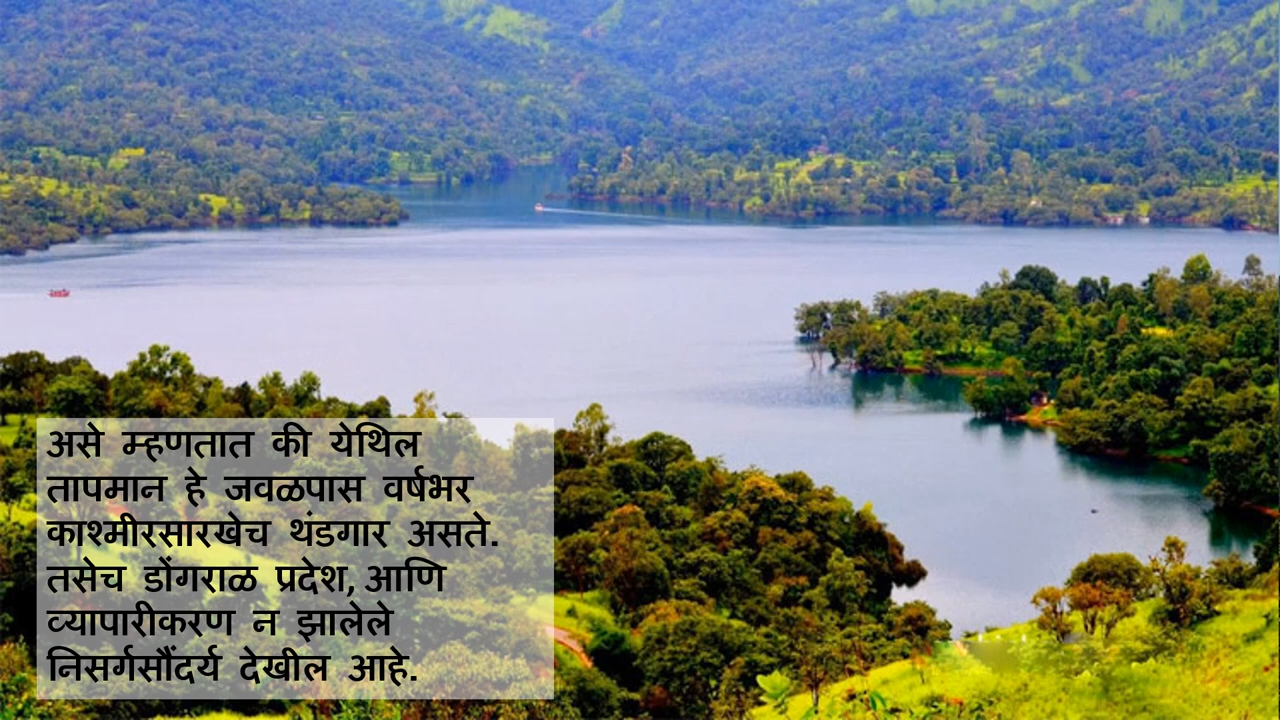 असे म्हणतात की येथिल
तापमान हे जवळपास वर्षभर
काश्मीरसारखेच थंडगार असते.
तसेच डोंगराळ प्रदेश, आणि
व्यापारीकरण न झालेले
निसर्गसौंदर्य देखील आहे.